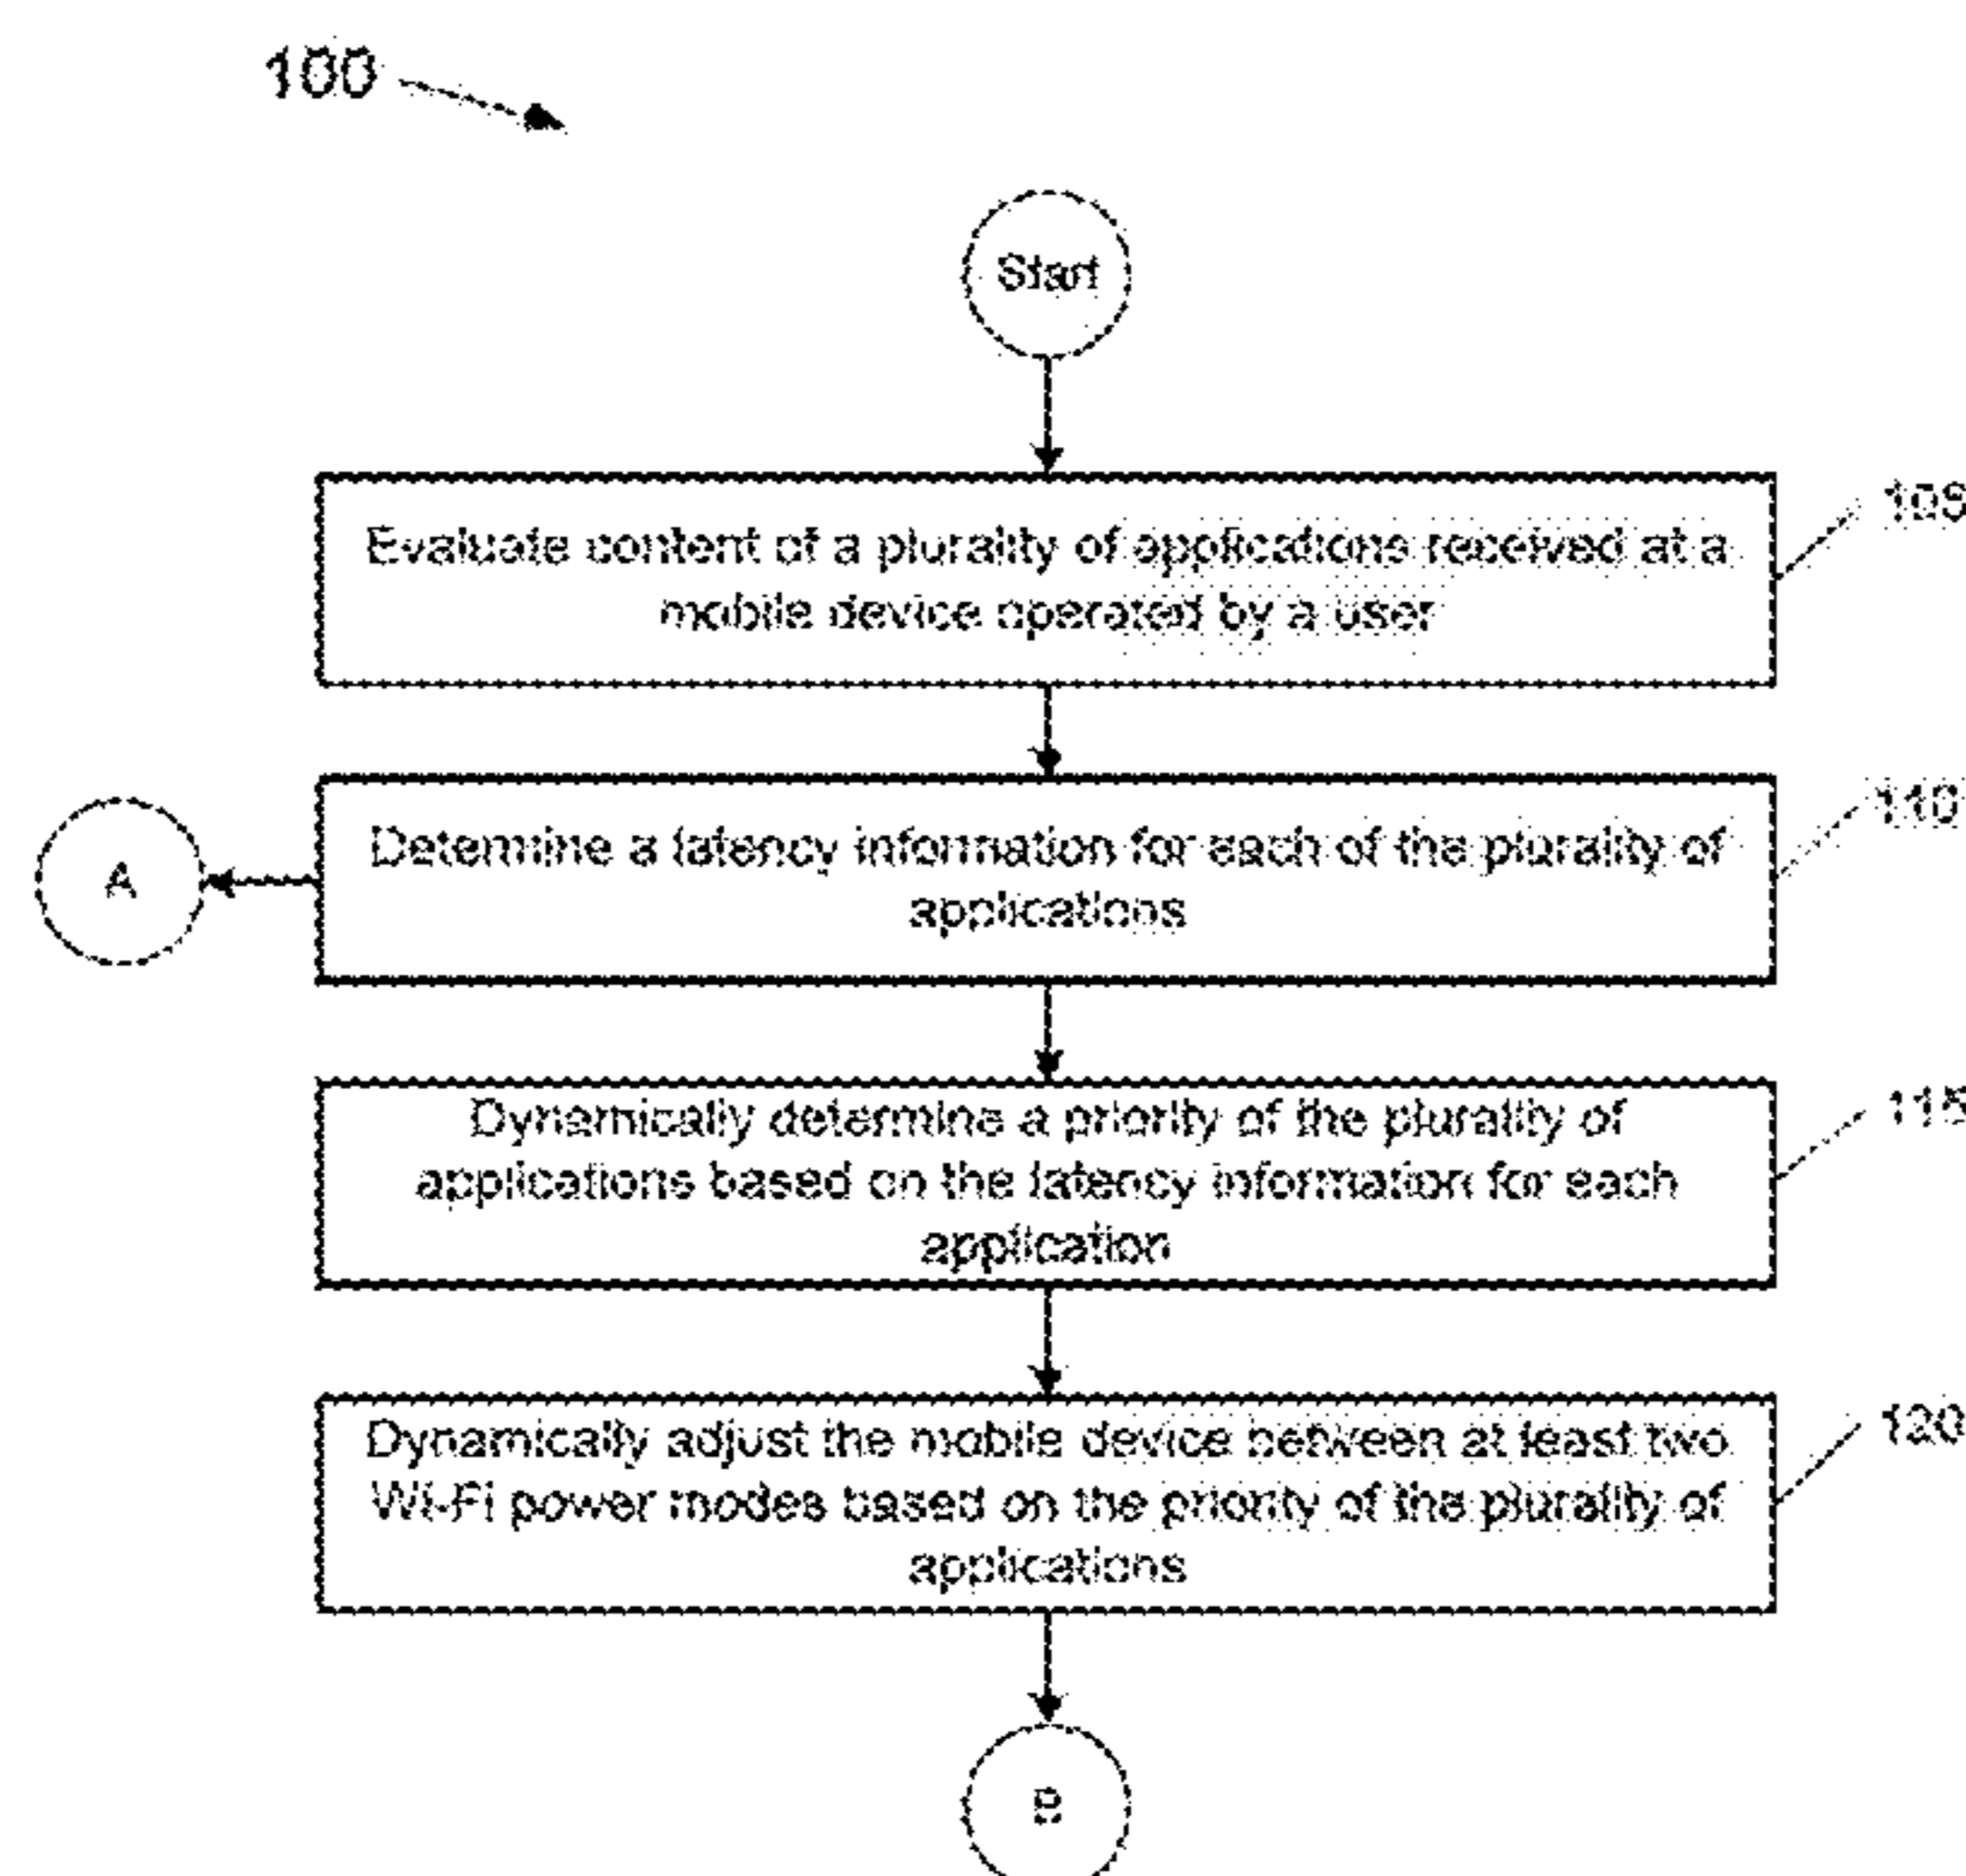 100
Start
Evaluate content of a plurality of applications received at a
mobile device operated by a user
105
Determine a latency information for each of the plurality of
applications
110
A
Dynamically determine a priority of the plurality of
applications based on the latency information for each
application
115
Dynamically adjust the mobile device between at least two
Wi-Fi power modes based on the priority of the plurality of
applications
120
B